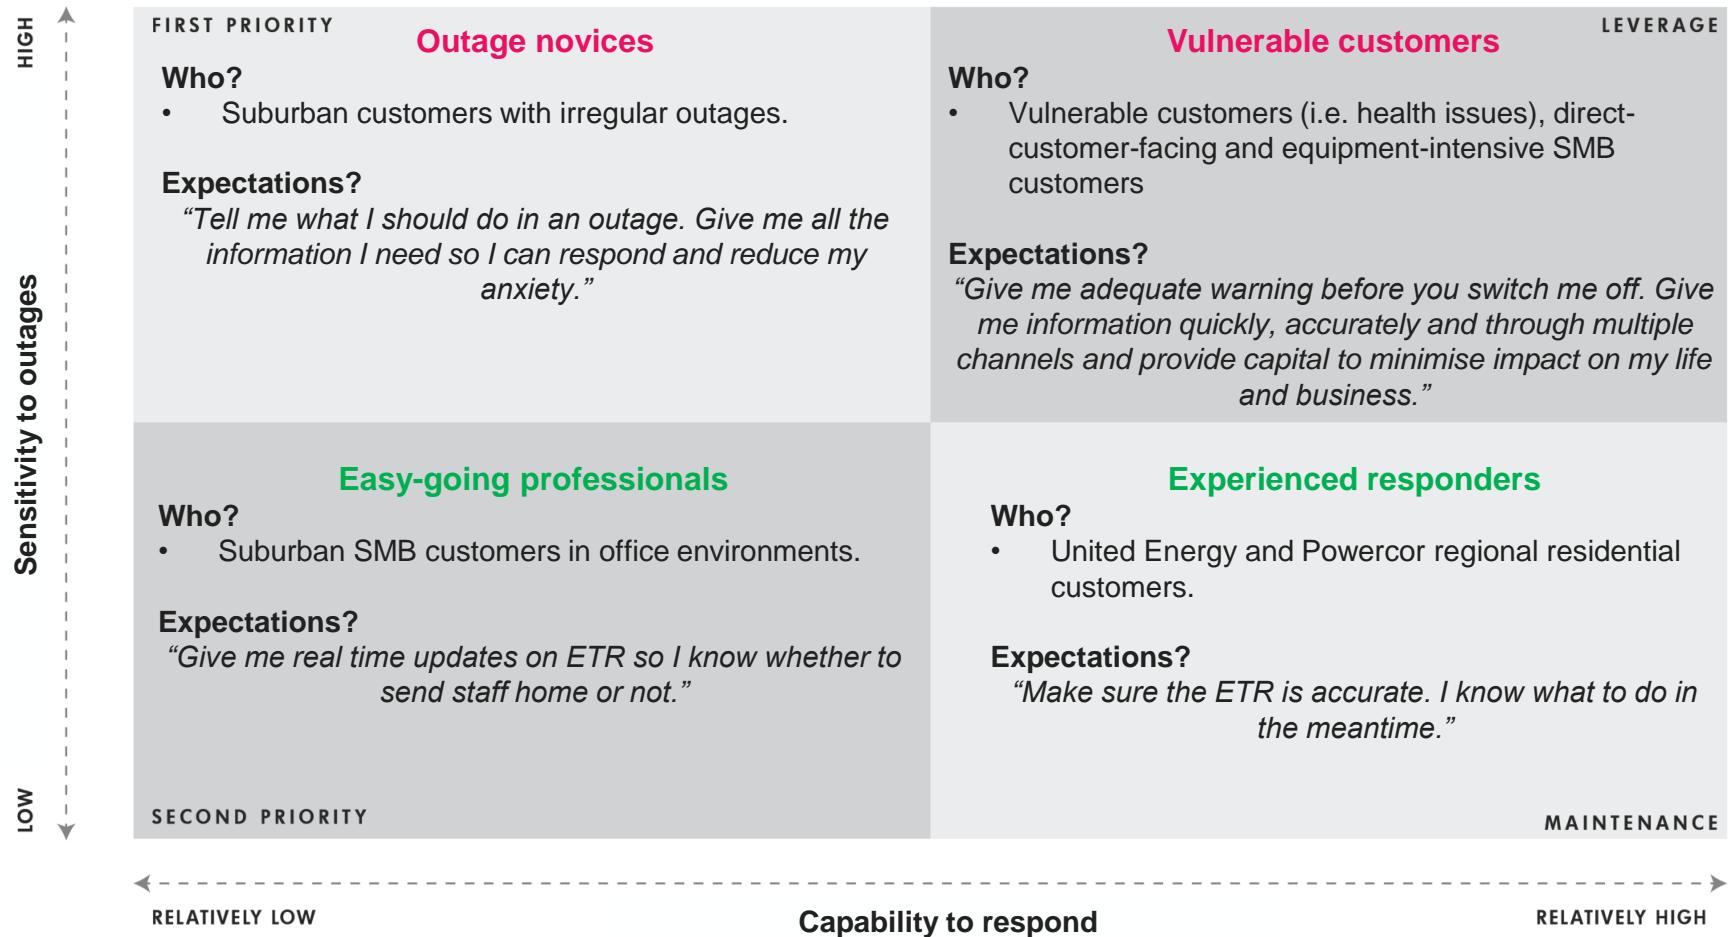 HIGH
Sensitivity to outages
LOW
FIRST PRIORITY
Outage novices
Who?
• Suburban customers with irregular outages.
Expectations?
“Tell me what I should do in an outage. Give me all the
information I need so I can respond and reduce my
anxiety.”
LEVERAGE
Vulnerable customers
Who?
• Vulnerable customers (i.e. health issues), direct-
customer-facing and equipment-intensive SMB
customers
Expectations?
“Give me adequate warning before you switch me off. Give
me information quickly, accurately and through multiple
channels and provide capital to minimise impact on my life
and business.”
Easy-going professionals
Who?
• Suburban SMB customers in office environments.
Expectations?
“Give me real time updates on ETR so I know whether to
send staff home or not.”
SECOND PRIORITY
Experienced responders
Who?
• United Energy and Powercor regional residential
customers.
Expectations?
“Make sure the ETR is accurate. I know what to do in
the meantime.”
MAINTENANCE
RELATIVELY LOW
Capability to respond
RELATIVELY HIGH